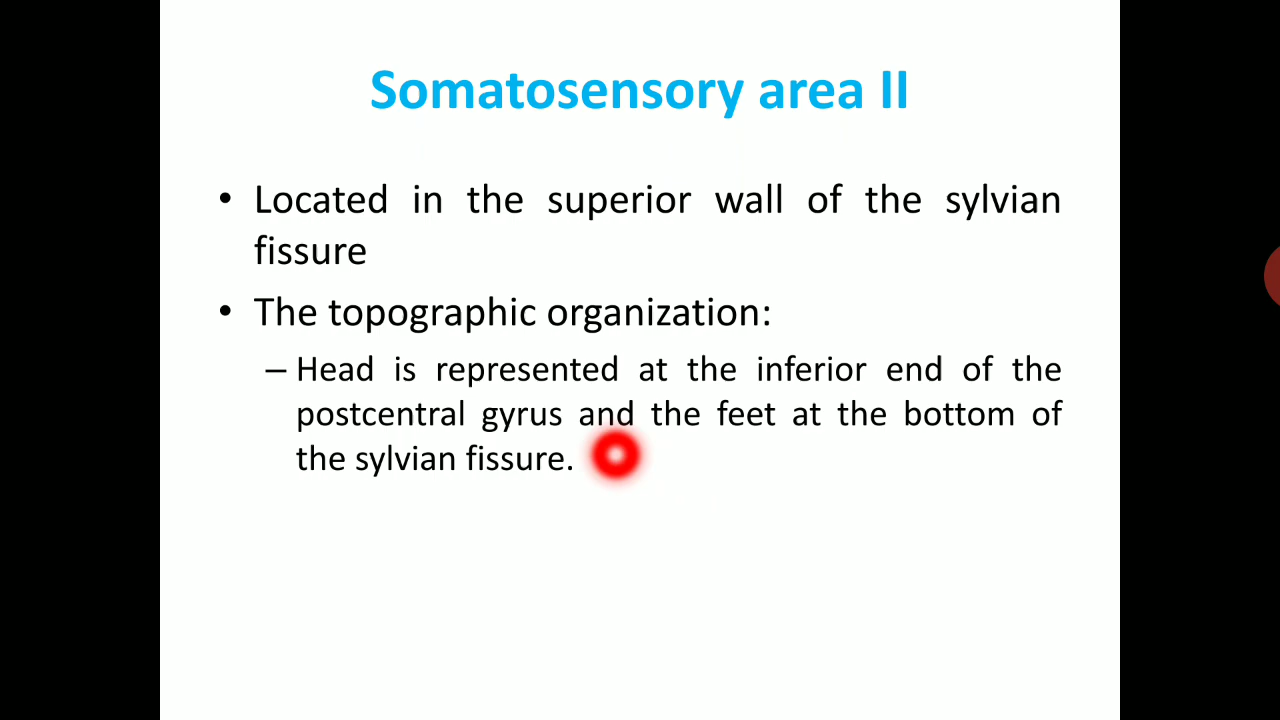 Somatosensory area II
• Located in the superior wall of the sylvian
fissure
• The topographic organization:
– Head is represented at the inferior end of the
postcentral gyrus and the feet at the bottom of
the sylvian fissure.